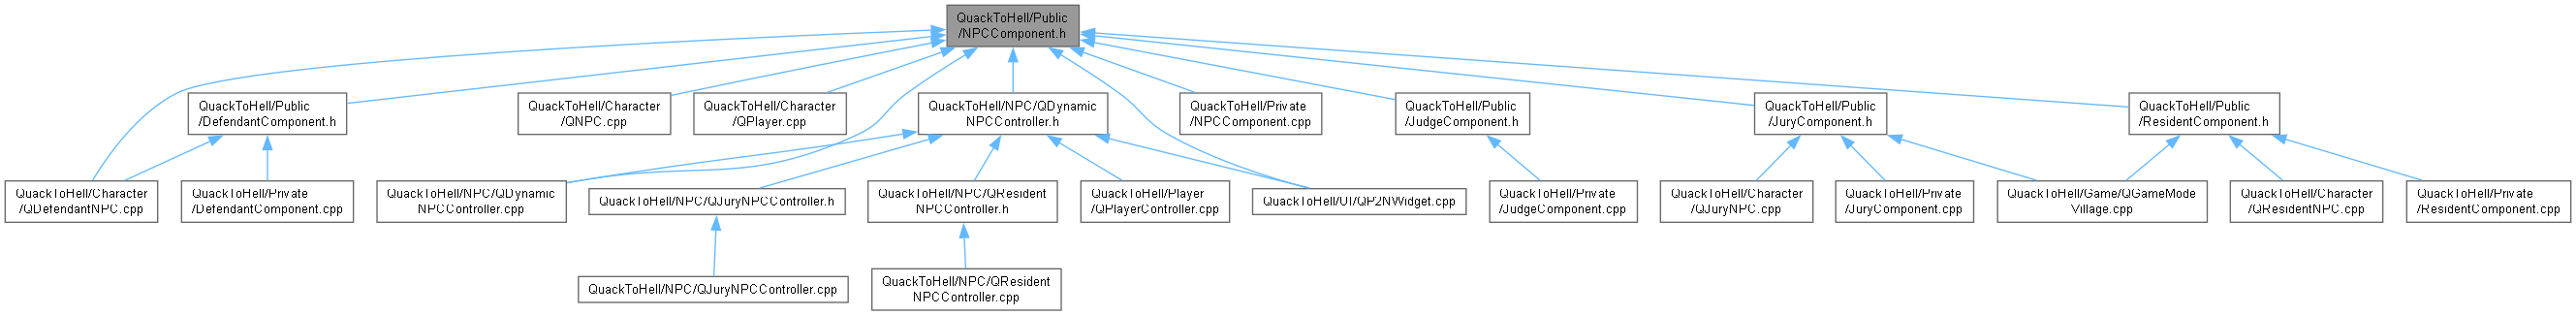 QuackToHell/Public
/NPCComponent.h
QuackToHell/Public
/DefendantComponent.h
QuackToHell/Character
/QNPC.cpp
QuackToHell/Character
/QPlayer.cpp
QuackToHell/NPC/QDynamic
NPCController.h
QuackToHell/Private
/NPCComponent.cpp
QuackToHell/Public
/JudgeComponent.h
QuackToHell/Public
/JuryComponent.h
QuackToHell/Public
/ResidentComponent.h
QuackToHell/Character
/QDefendantNPC.cpp
QuackToHell/Private
/DefendantComponent.cpp
QuackToHell/NPC/QDynamic
NPCController.cpp
QuackToHell/NPC/QJuryNPCController.h
QuackToHell/NPC/QResident
NPCController.h
QuackToHell/Player
/QPlayerController.cpp
QuackToHell/UI/QP2NWidget.cpp
QuackToHell/Private
/JudgeComponent.cpp
QuackToHell/Character
/QJuryNPC.cpp
QuackToHell/Private
/JuryComponent.cpp
QuackToHell/Game/QGameMode
Village.cpp
QuackToHell/Character
/QResidentNPC.cpp
QuackToHell/Private
/ResidentComponent.cpp
QuackToHell/NPC/QJuryNPCController.cpp
QuackToHell/NPC/QResident
NPCController.cpp